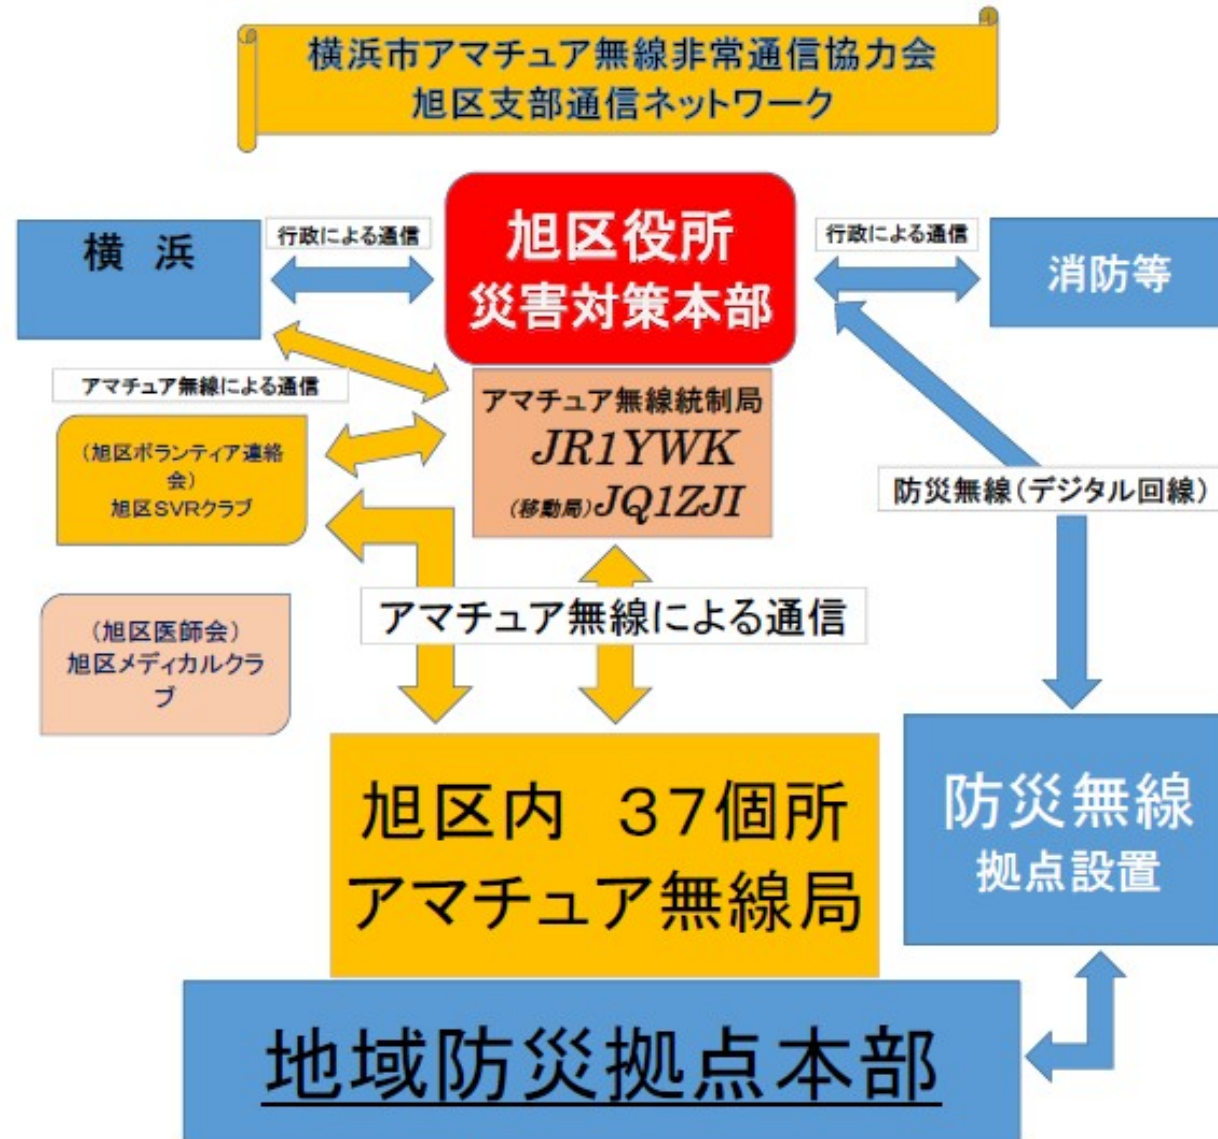 横浜市アマチュア無線非常通信協力会
旭区支部通信ネットワーク
横 浜
行政による通信
旭区役所
災害対策本部
行政による通信
消防等
アマチュア無線による通信
アマチュア無線統制局
JR1YWK
(移動局)JQ1ZJI
(旭区ボランティア連絡
会)
旭区SVRクラブ
防災無線(デジタル回線)
アマチュア無線による通信
(旭区医師会)
旭区メディカルクラ
ブ
旭区内 37個所
アマチュア無線局
防災無線
拠点設置
地域防災拠点本部